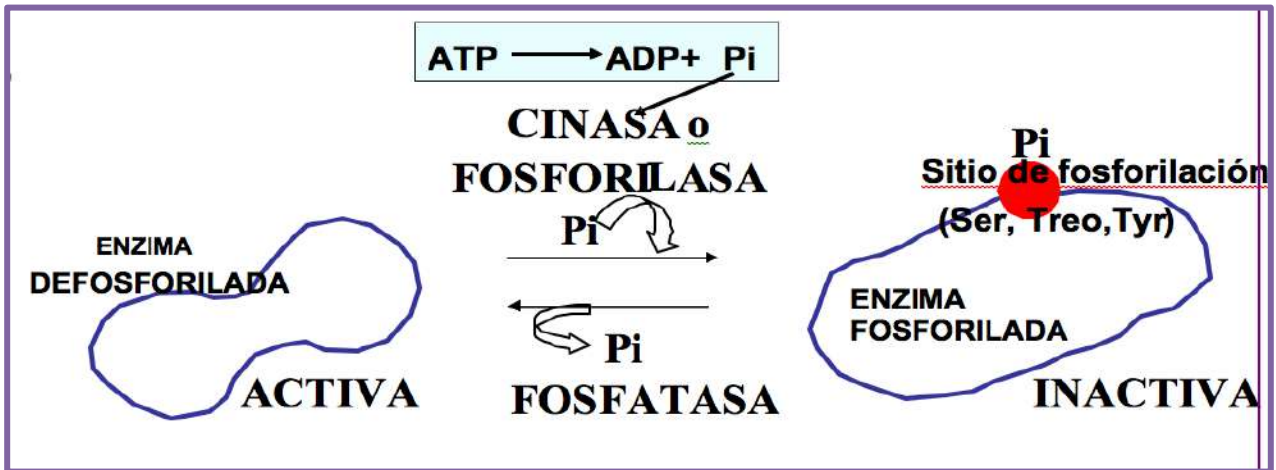 ATP ADP+ Pi
CINASA o
FOSFORILASA
Pi
Pi
FOSFATASA
ENZIMA
DEFOSFORILADA
ACTIVA
Pi
Sitio de fosforilación
(Ser, Treo,Tyr)
ENZIMA
FOSFORILADA
INACTIVA